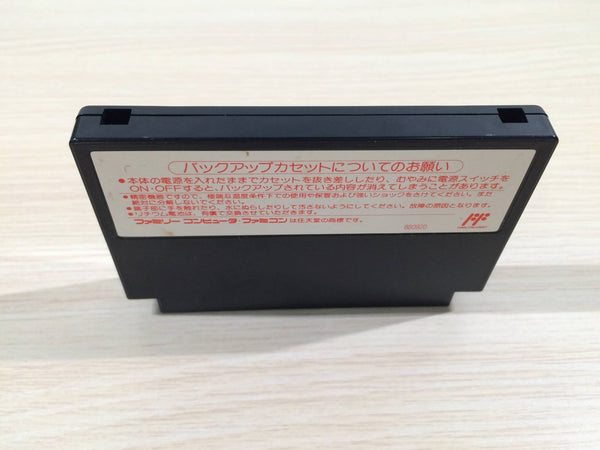 バックアップカセットについてのお願い
●本体の電源を入れたままでカセットを抜き差ししたり、むやみに電源スイッチを
ON・OFFすると、バックアップされている内容が消えてしまうことがあります。
●精密機器ですので、極端な温度条件下での使用や保管および強いショックをさけてください。また
絶対に分解しないでください。
●端子部に手を触れたり、水にぬらしたりして汚さないようにしてください。故障の原因となります。
●リチウム電池は、有償で交換させていただきます。
ファミリーコンピュータ・ファミコンは任天堂の商標です。